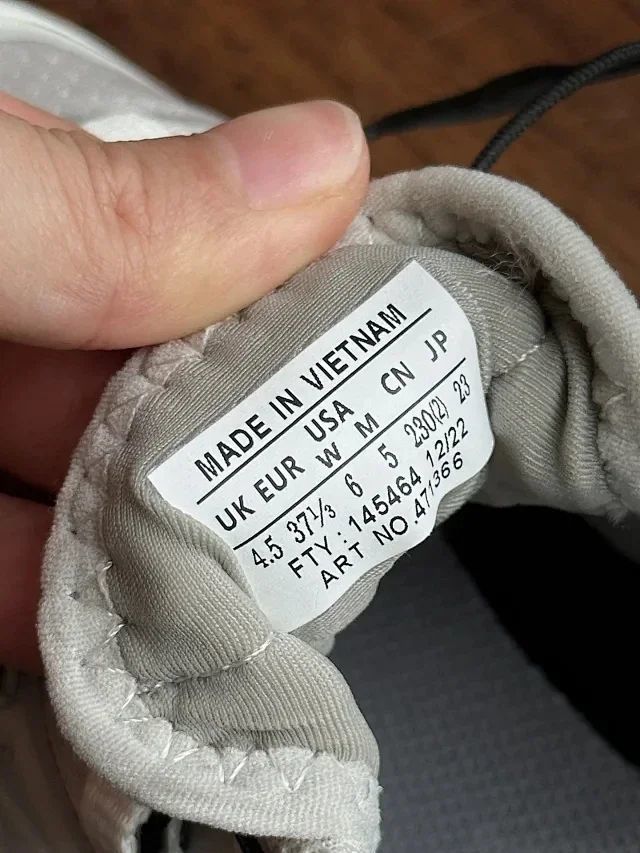 MADE IN VIETNAM
UK EUR USA CN JP
W M
4.5 37⅓ 6 5 230(2) 23
FTY : 145464 12/22
ART NO.471366